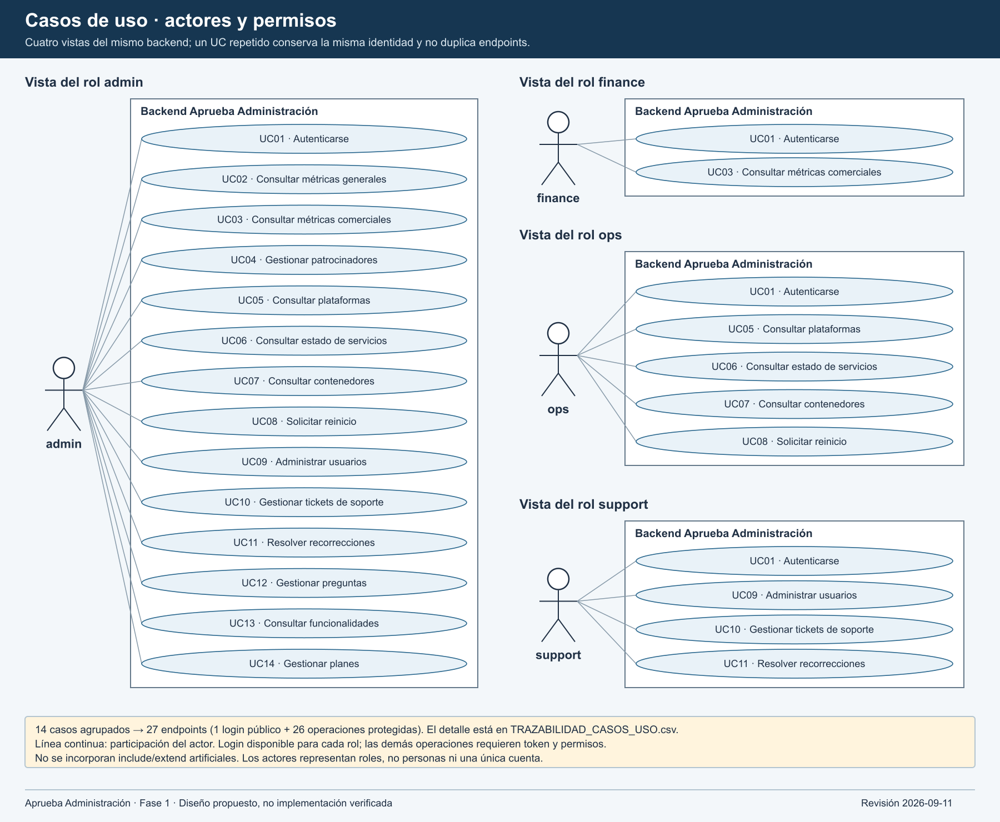 Casos de uso · actores y permisos
Cuatro vistas del mismo backend; un UC repetido conserva la misma identidad y no duplica endpoints.
Vista del rol admin
Backend Aprueba Administración
UC01 · Autenticarse
UC02 · Consultar métricas generales
UC03 · Consultar métricas comerciales
UC04 · Gestionar patrocinadores
UC05 · Consultar plataformas
UC06 · Consultar estado de servicios
UC07 · Consultar contenedores
UC08 · Solicitar reinicio
UC09 · Administrar usuarios
UC10 · Gestionar tickets de soporte
UC11 · Resolver recorrecciones
UC12 · Gestionar preguntas
UC13 · Consultar funcionalidades
UC14 · Gestionar planes
admin
Vista del rol finance
Backend Aprueba Administración
UC01 · Autenticarse
UC03 · Consultar métricas comerciales
finance
Vista del rol ops
Backend Aprueba Administración
UC01 · Autenticarse
UC05 · Consultar plataformas
UC06 · Consultar estado de servicios
UC07 · Consultar contenedores
UC08 · Solicitar reinicio
ops
Vista del rol support
Backend Aprueba Administración
UC01 · Autenticarse
UC09 · Administrar usuarios
UC10 · Gestionar tickets de soporte
UC11 · Resolver recorrecciones
support
14 casos agrupados → 27 endpoints (1 login público + 26 operaciones protegidas). El detalle está en TRAZABILIDAD_CASOS_USO.csv.
Línea continua: participación del actor. Login disponible para cada rol; las demás operaciones requieren token y permisos.
No se incorporan include/extend artificiales. Los actores representan roles, no personas ni una única cuenta.
Aprueba Administración · Fase 1 · Diseño propuesto, no implementación verificada
Revisión 2026-09-11